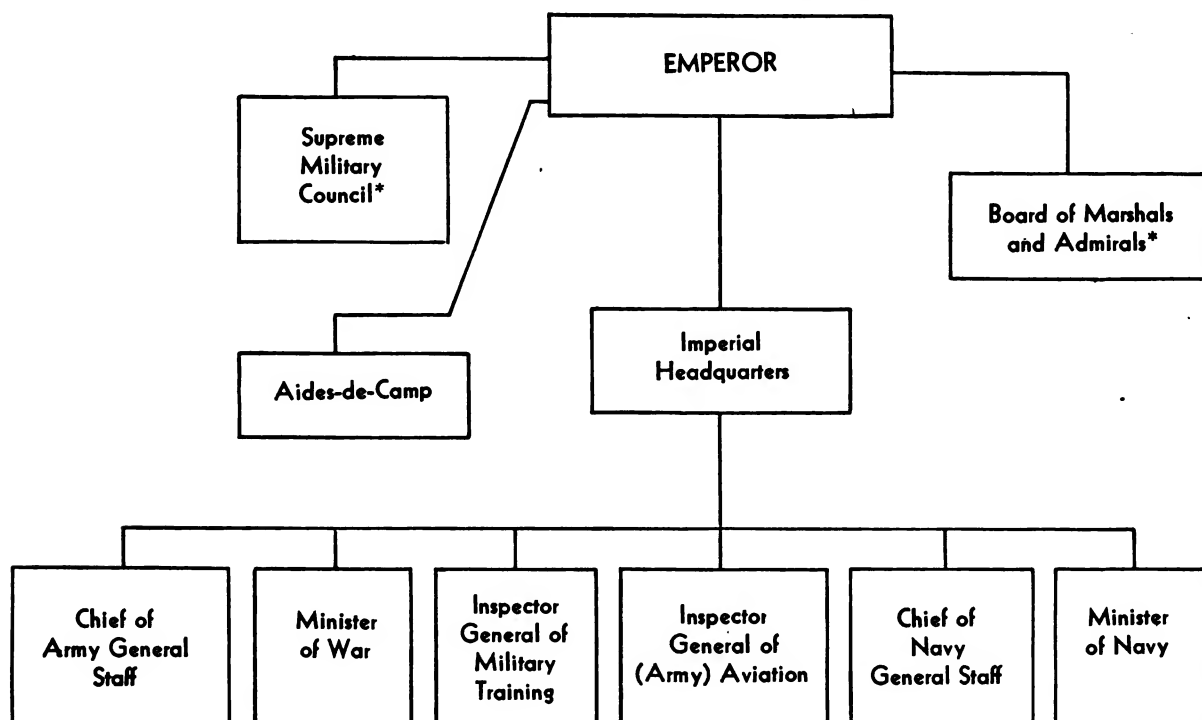 EMPEROR
Supreme
Military
Council*
Board of Marshals
and Admirals*
Aides-de-Camp
Imperial
Headquarters
Chief of
Army General
Staff
Minister
of War
Inspector
General of
Military
Training
Inspector
General of
(Army) Aviation
Chief of
Navy
General Staff
Minister
of Navy